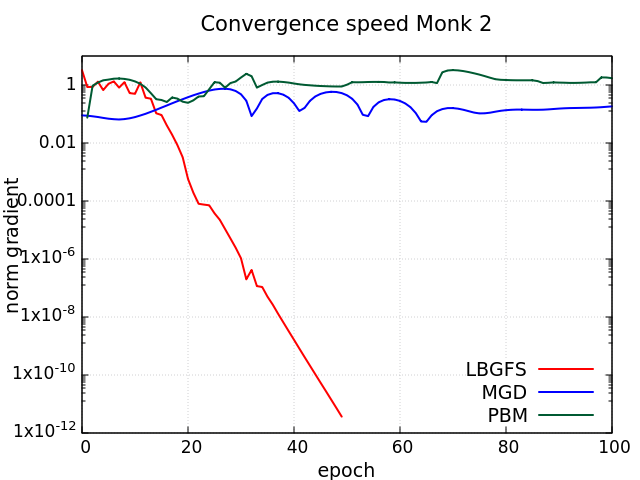 Convergence speed Monk 2
norm gradient
1
0.01
0.0001
1x10^-6
1x10^-8
1x10^-10
1x10^-12
LBGFS
MGD
PBM
0 20 40 60 80 100
epoch